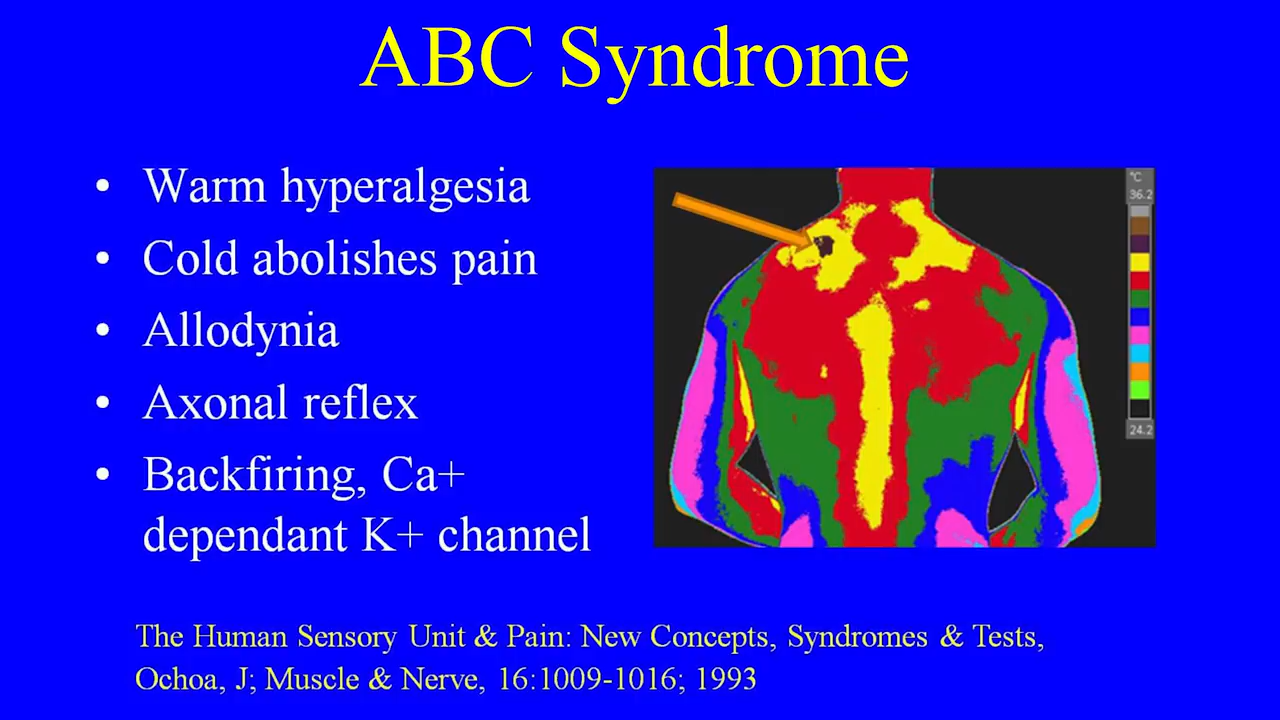 ABC Syndrome
• Warm hyperalgesia
• Cold abolishes pain
• Allodynia
• Axonal reflex
• Backfiring, Ca+
dependant K+ channel
°C
36.2
24.2
The Human Sensory Unit & Pain: New Concepts, Syndromes & Tests,
Ochoa, J; Muscle & Nerve, 16:1009-1016; 1993